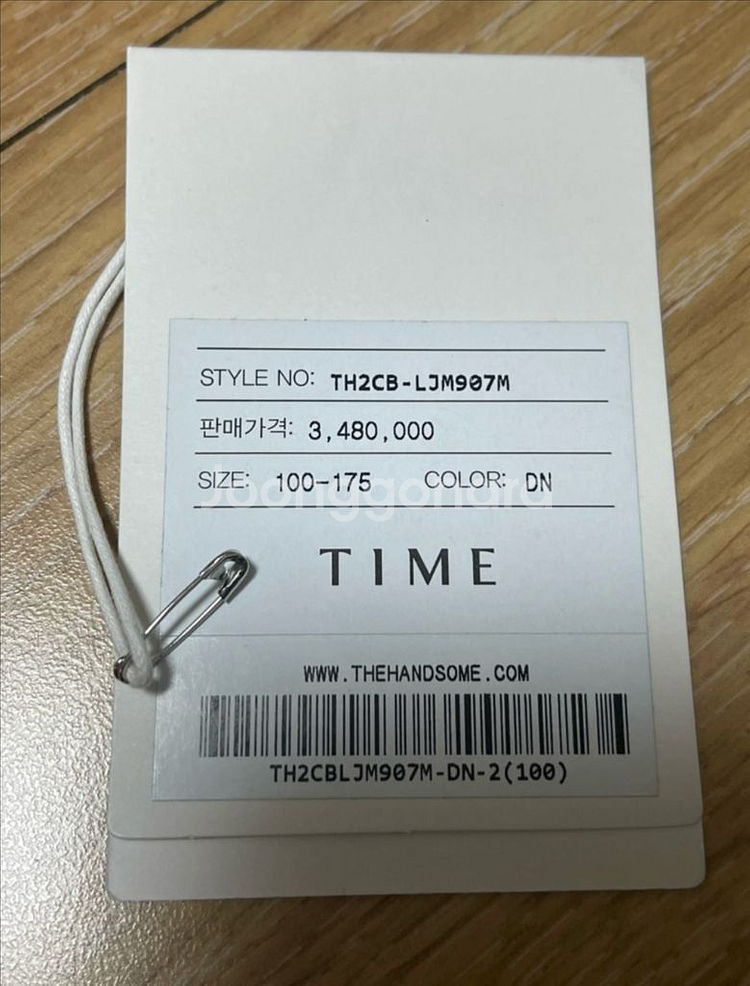 STYLE NO: TH2CB-LJM907M
판매가격: 3,480,000
SIZE: 100-175 COLOR: DN
Joonggonara
TIME
WWW.THEHANDSOME.COM
TH2CBLJM907M-DN-2(100)